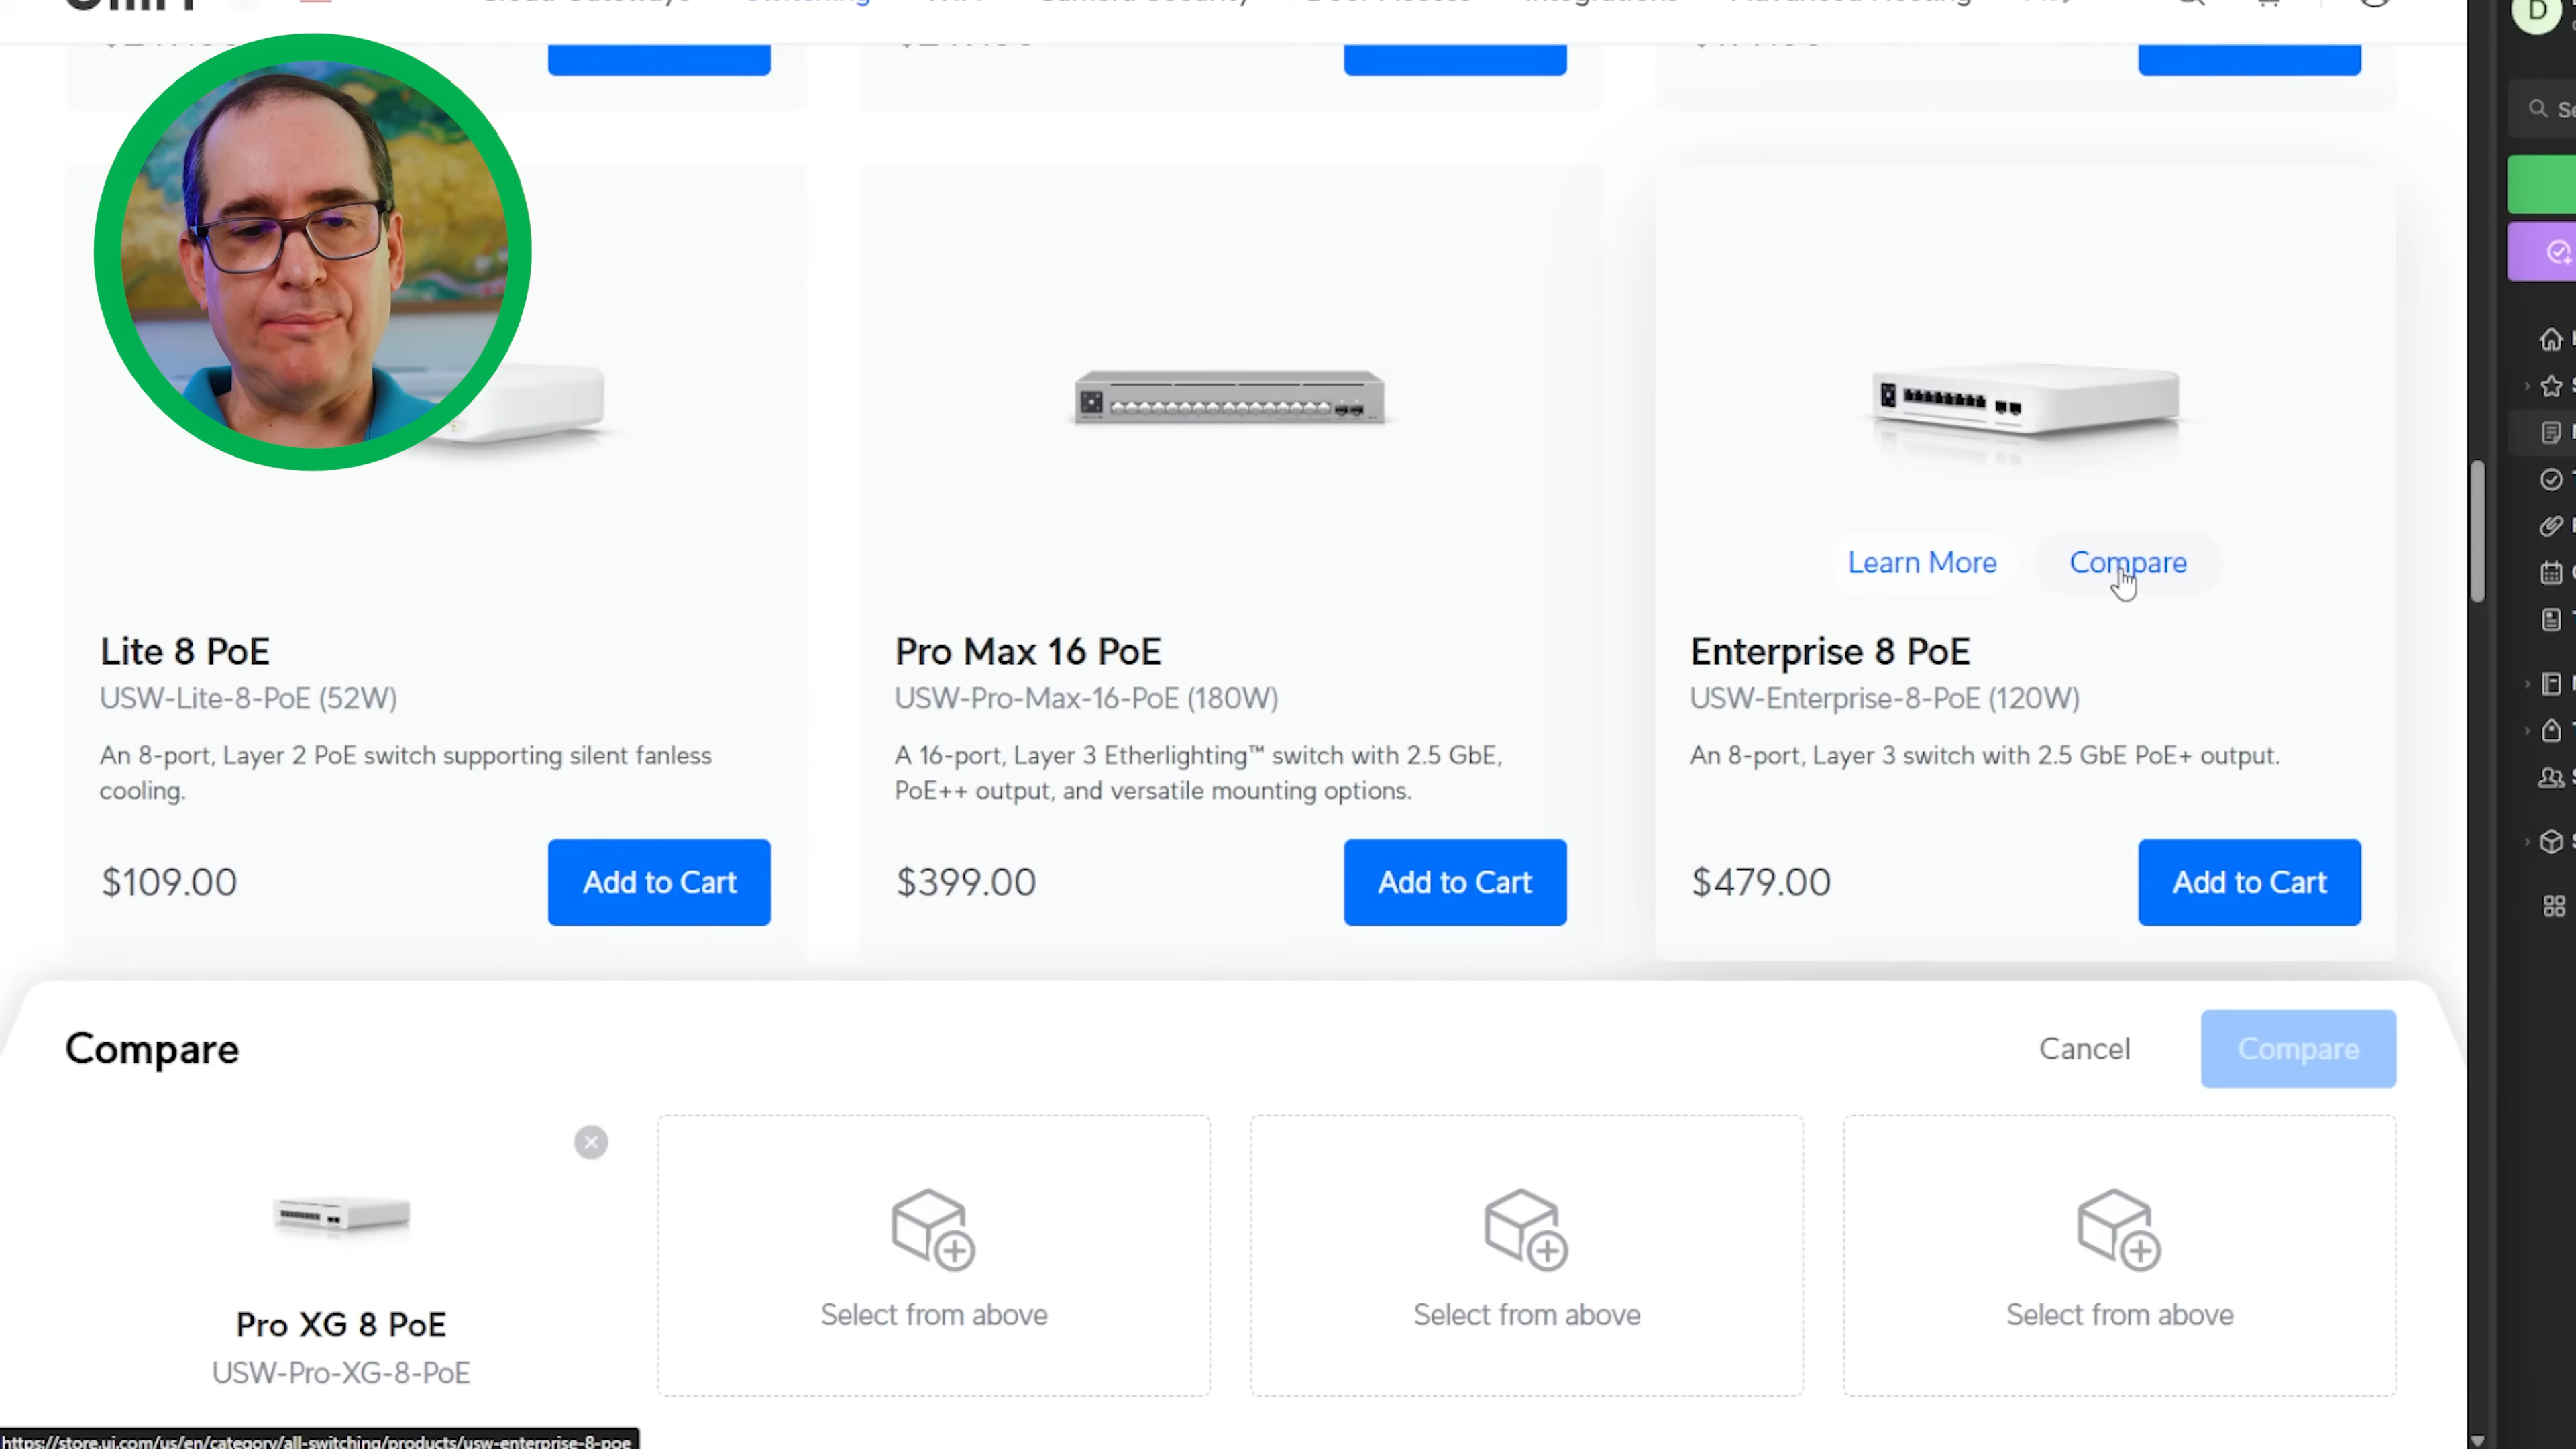 Learn More
Compare
Lite 8 PoE
USW-Lite-8-PoE (52W)
An 8-port, Layer 2 PoE switch supporting silent fanless
cooling.
$109.00
Add to Cart
Pro Max 16 PoE
USW-Pro-Max-16-PoE (180W)
A 16-port, Layer 3 Etherlighting™ switch with 2.5 GbE,
PoE++ output, and versatile mounting options.
$399.00
Add to Cart
Enterprise 8 PoE
USW-Enterprise-8-PoE (120W)
An 8-port, Layer 3 switch with 2.5 GbE PoE+ output.
$479.00
Add to Cart
Compare
Cancel
Compare
Pro XG 8 PoE
USW-Pro-XG-8-PoE
Select from above
Select from above
Select from above
https://store.ui.com/us/en/category/all-switching/products/usw-enterprise-8-poe
D